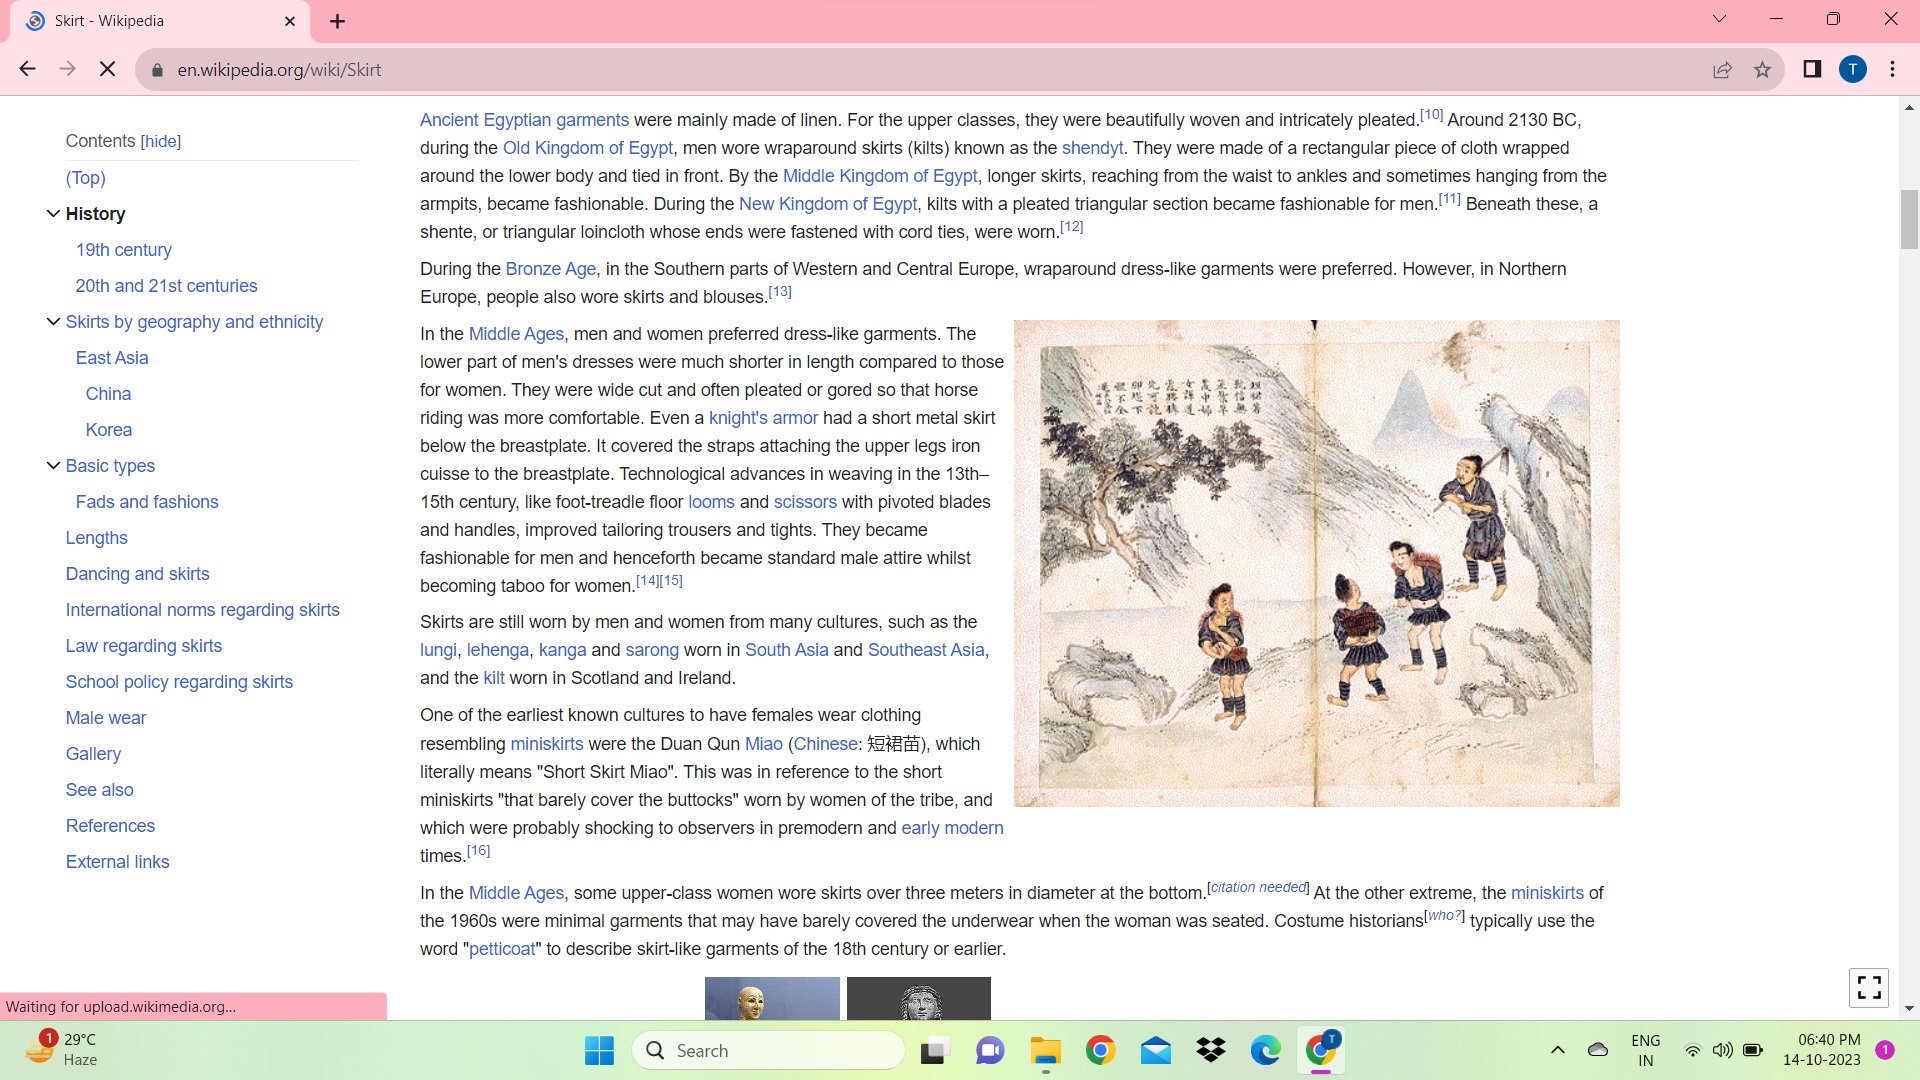 Skirt - Wikipedia
en.wikipedia.org/wiki/Skirt
T
Contents [hide]
(Top)
History
19th century
20th and 21st centuries
Skirts by geography and ethnicity
East Asia
China
Korea
Basic types
Fads and fashions
Lengths
Dancing and skirts
International norms regarding skirts
Law regarding skirts
School policy regarding skirts
Male wear
Gallery
See also
References
External links
Ancient Egyptian garments were mainly made of linen. For the upper classes, they were beautifully woven and intricately pleated.[10] Around 2130 BC,
during the Old Kingdom of Egypt, men wore wraparound skirts (kilts) known as the shendyt. They were made of a rectangular piece of cloth wrapped
around the lower body and tied in front. By the Middle Kingdom of Egypt, longer skirts, reaching from the waist to ankles and sometimes hanging from the
armpits, became fashionable. During the New Kingdom of Egypt, kilts with a pleated triangular section became fashionable for men.[11] Beneath these, a
shente, or triangular loincloth whose ends were fastened with cord ties, were worn.[12]
During the Bronze Age, in the Southern parts of Western and Central Europe, wraparound dress-like garments were preferred. However, in Northern
Europe, people also wore skirts and blouses.[13]
In the Middle Ages, men and women preferred dress-like garments. The
lower part of men's dresses were much shorter in length compared to those
for women. They were wide cut and often pleated or gored so that horse
riding was more comfortable. Even a knight's armor had a short metal skirt
below the breastplate. It covered the straps attaching the upper legs iron
cuisse to the breastplate. Technological advances in weaving in the 13th–
15th century, like foot-treadle floor looms and scissors with pivoted blades
and handles, improved tailoring trousers and tights. They became
fashionable for men and henceforth became standard male attire whilst
becoming taboo for women.[14][15]
Skirts are still worn by men and women from many cultures, such as the
lungi, lehenga, kanga and sarong worn in South Asia and Southeast Asia,
and the kilt worn in Scotland and Ireland.
One of the earliest known cultures to have females wear clothing
resembling miniskirts were the Duan Qun Miao (Chinese: 短裙苗), which
literally means "Short Skirt Miao". This was in reference to the short
miniskirts "that barely cover the buttocks" worn by women of the tribe, and
which were probably shocking to observers in premodern and early modern
times.[16]
In the Middle Ages, some upper-class women wore skirts over three meters in diameter at the bottom.[citation needed] At the other extreme, the miniskirts of
the 1960s were minimal garments that may have barely covered the underwear when the woman was seated. Costume historians[who?] typically use the
word "petticoat" to describe skirt-like garments of the 18th century or earlier.
Waiting for upload.wikimedia.org...
1
29°C
Haze
Search
T
ENG
IN
06:40 PM
14-10-2023
1